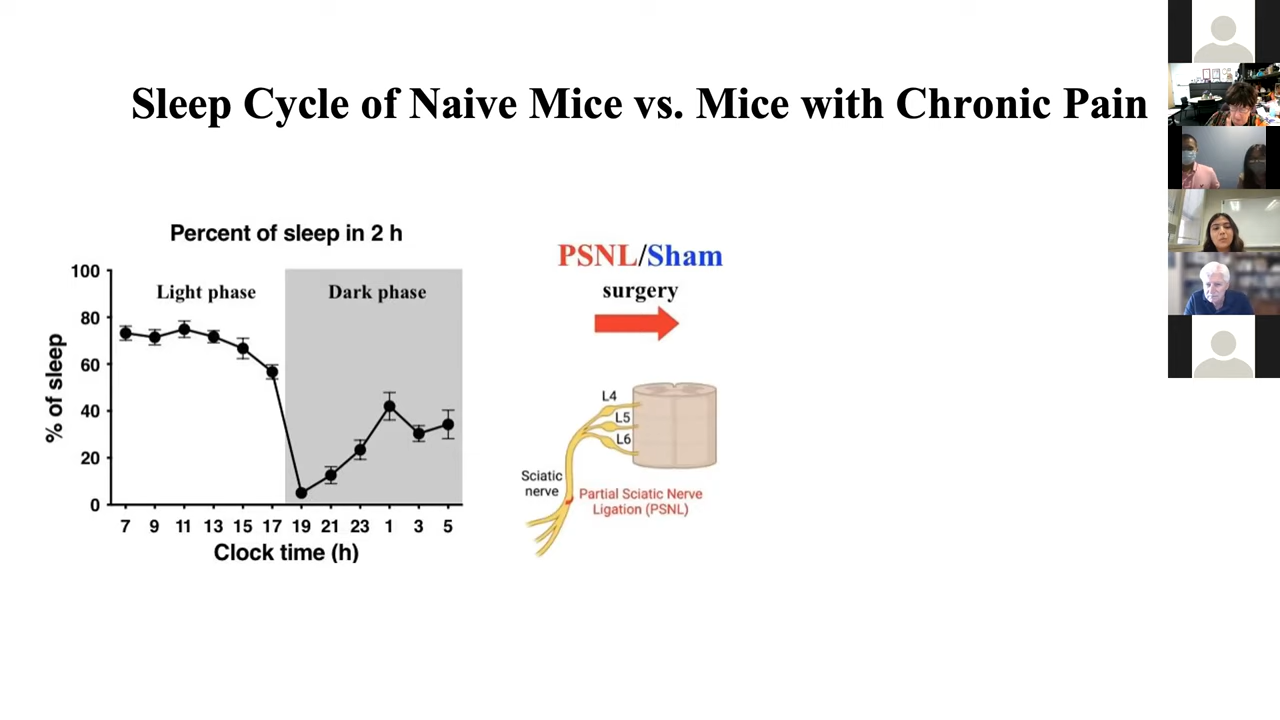 Sleep Cycle of Naive Mice vs. Mice with Chronic Pain
Percent of sleep in 2 h
Light phase
Dark phase
% of sleep
100
80
60
40
20
0
7 9 11 13 15 17 19 21 23 1 3 5
Clock time (h)
PSNL/Sham
surgery
L4
L5
L6
Sciatic
nerve
Partial Sciatic Nerve
Ligation (PSNL)